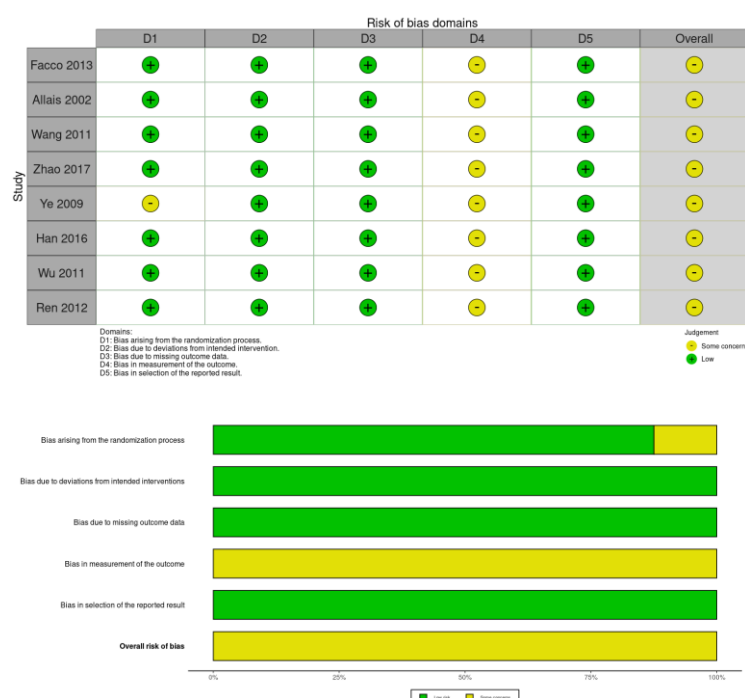 Risk of bias domains
D1 D2 D3 D4 D5 Overall
Study
Facco 2013 + + + - + -
Allais 2002 + + + - + -
Wang 2011 + + + - + -
Zhao 2017 + + + - + -
Ye 2009 - + + - + -
Han 2016 + + + - + -
Wu 2011 + + + - + -
Ren 2012 + + + - + -
Domains:
D1: Bias arising from the randomization process.
D2: Bias due to deviations from intended intervention.
D3: Bias due to missing outcome data.
D4: Bias in measurement of the outcome.
D5: Bias in selection of the reported result.
Judgement
- Some concern
+ Low
Bias arising from the randomization process
Bias due to deviations from intended interventions
Bias due to missing outcome data
Bias in measurement of the outcome
Bias in selection of the reported result
Overall risk of bias
0% 25% 50% 75% 100%
Low risk Some concerns